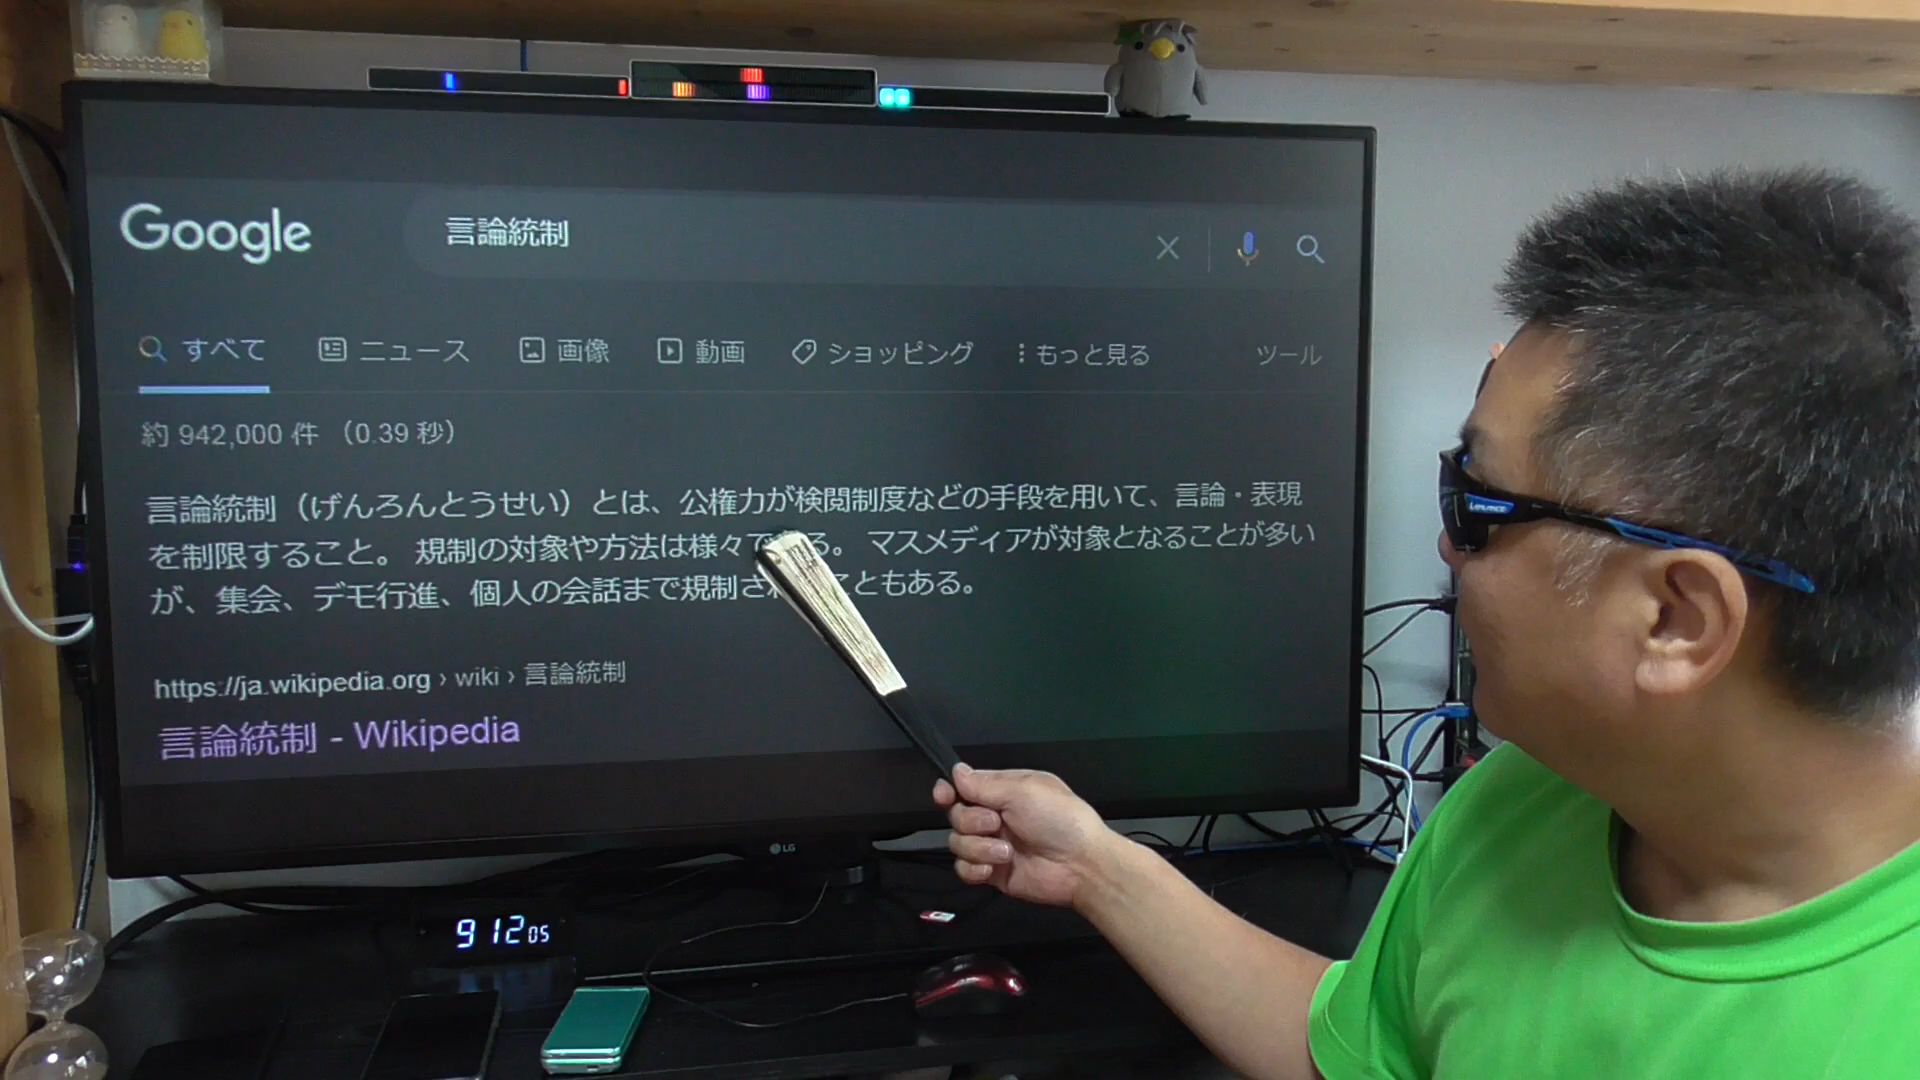 Google
言論統制
すべて
ニュース
画像
動画
ショッピング
もっと見る
ツール
約 942,000 件 （0.39 秒）
言論統制（げんろんとうせい）とは、公権力が検閲制度などの手段を用いて、言論・表現
を制限すること。 規制の対象や方法は様々で る。 マスメディアが対象となることが多い
が、集会、デモ行進、個人の会話まで規制さ こともある。
https://ja.wikipedia.org › wiki › 言論統制
言論統制 - Wikipedia
LG
9 12 05